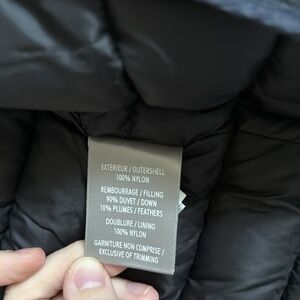 EXTÉRIEUR / OUTERSHELL
100% NYLON
REMBOURRAGE / FILLING
90% DUVET / DOWN
10% PLUMES / FEATHERS
DOUBLURE / LINING
100% NYLON
GARNITURE NON COMPRISE /
EXCLUSIVE OF TRIMMING